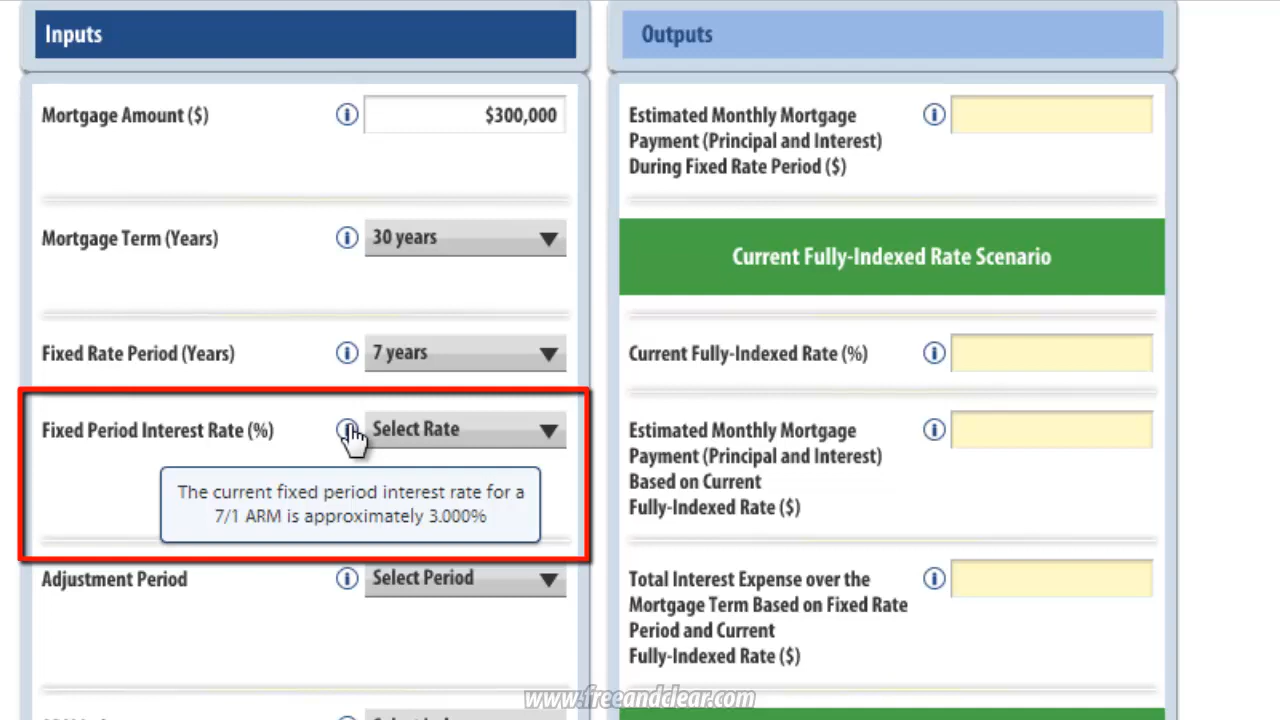 Inputs
Mortgage Amount ($)
$300,000
Mortgage Term (Years)
30 years
Fixed Rate Period (Years)
7 years
Fixed Period Interest Rate (%)
Select Rate
The current fixed period interest rate for a
7/1 ARM is approximately 3.000%
Adjustment Period
Select Period
Outputs
Estimated Monthly Mortgage
Payment (Principal and Interest)
During Fixed Rate Period ($)
Current Fully-Indexed Rate Scenario
Current Fully-Indexed Rate (%)
Estimated Monthly Mortgage
Payment (Principal and Interest)
Based on Current
Fully-Indexed Rate ($)
Total Interest Expense over the
Mortgage Term Based on Fixed Rate
Period and Current
Fully-Indexed Rate ($)
www.freeandclear.com